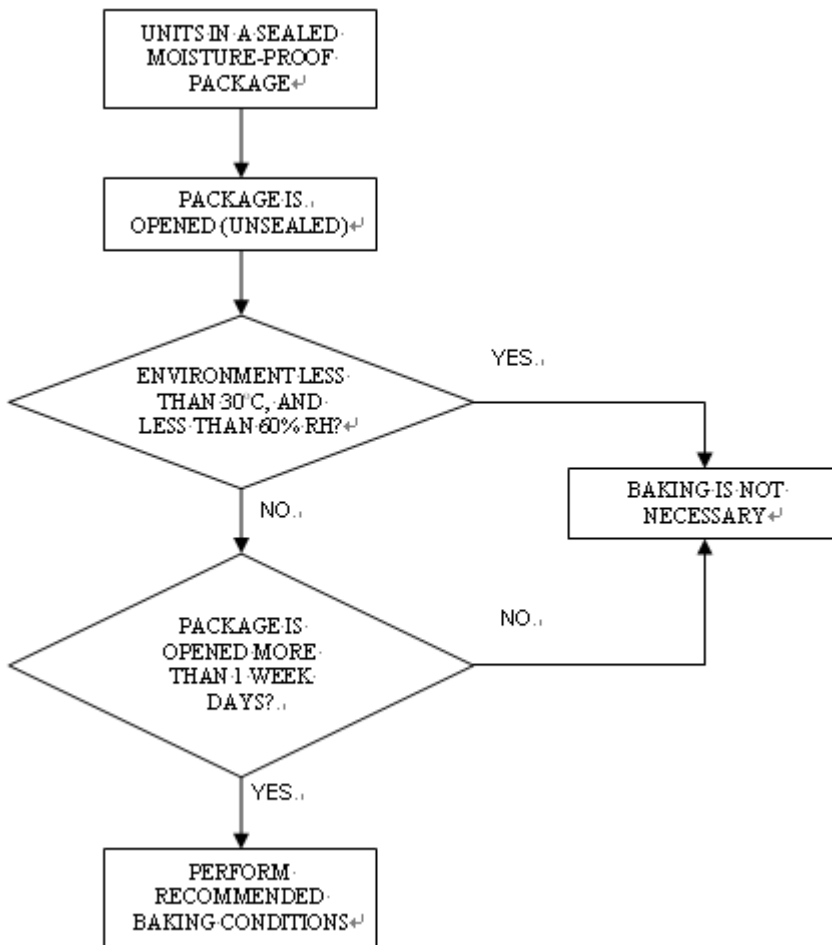 UNITS IN A SEALED
MOISTURE-PROOF
PACKAGE
PACKAGE IS
OPENED (UNSEALED)
ENVIRONMENT LESS
THAN 30°C, AND
LESS THAN 60% RH?
YES
BAKING IS NOT
NECESSARY
NO
PACKAGE IS
OPENED MORE
THAN 1 WEEK
DAYS?
NO
YES
PERFORM
RECOMMENDED
BAKING CONDITIONS